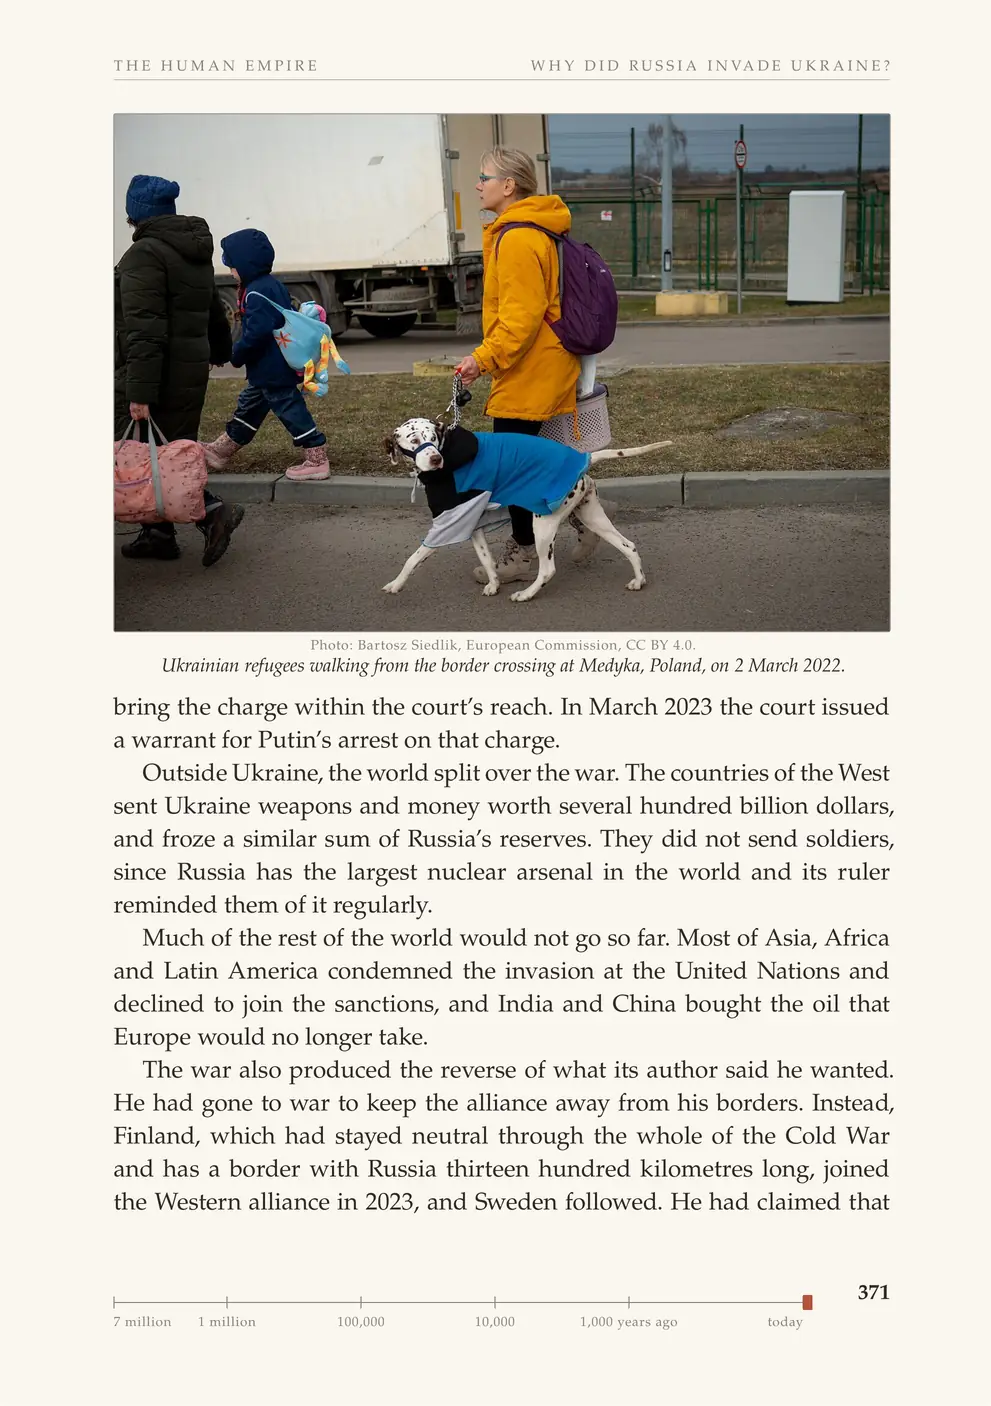 THE HUMAN EMPIRE
WHY DID RUSSIA INVADE UKRAINE?
Photo: Bartosz Siedlik, European Commission, CC BY 4.0.
Ukrainian refugees walking from the border crossing at Medyka, Poland, on 2 March 2022.
bring the charge within the court's reach. In March 2023 the court issued
a warrant for Putin's arrest on that charge.
Outside Ukraine, the world split over the war. The countries of the West
sent Ukraine weapons and money worth several hundred billion dollars,
and froze a similar sum of Russia's reserves. They did not send soldiers,
since Russia has the largest nuclear arsenal in the world and its ruler
reminded them of it regularly.
Much of the rest of the world would not go so far. Most of Asia, Africa
and Latin America condemned the invasion at the United Nations and
declined to join the sanctions, and India and China bought the oil that
Europe would no longer take.
The war also produced the reverse of what its author said he wanted.
He had gone to war to keep the alliance away from his borders. Instead,
Finland, which had stayed neutral through the whole of the Cold War
and has a border with Russia thirteen hundred kilometres long, joined
the Western alliance in 2023, and Sweden followed. He had claimed that
371
7 million 1 million 100,000 10,000 1,000 years ago today